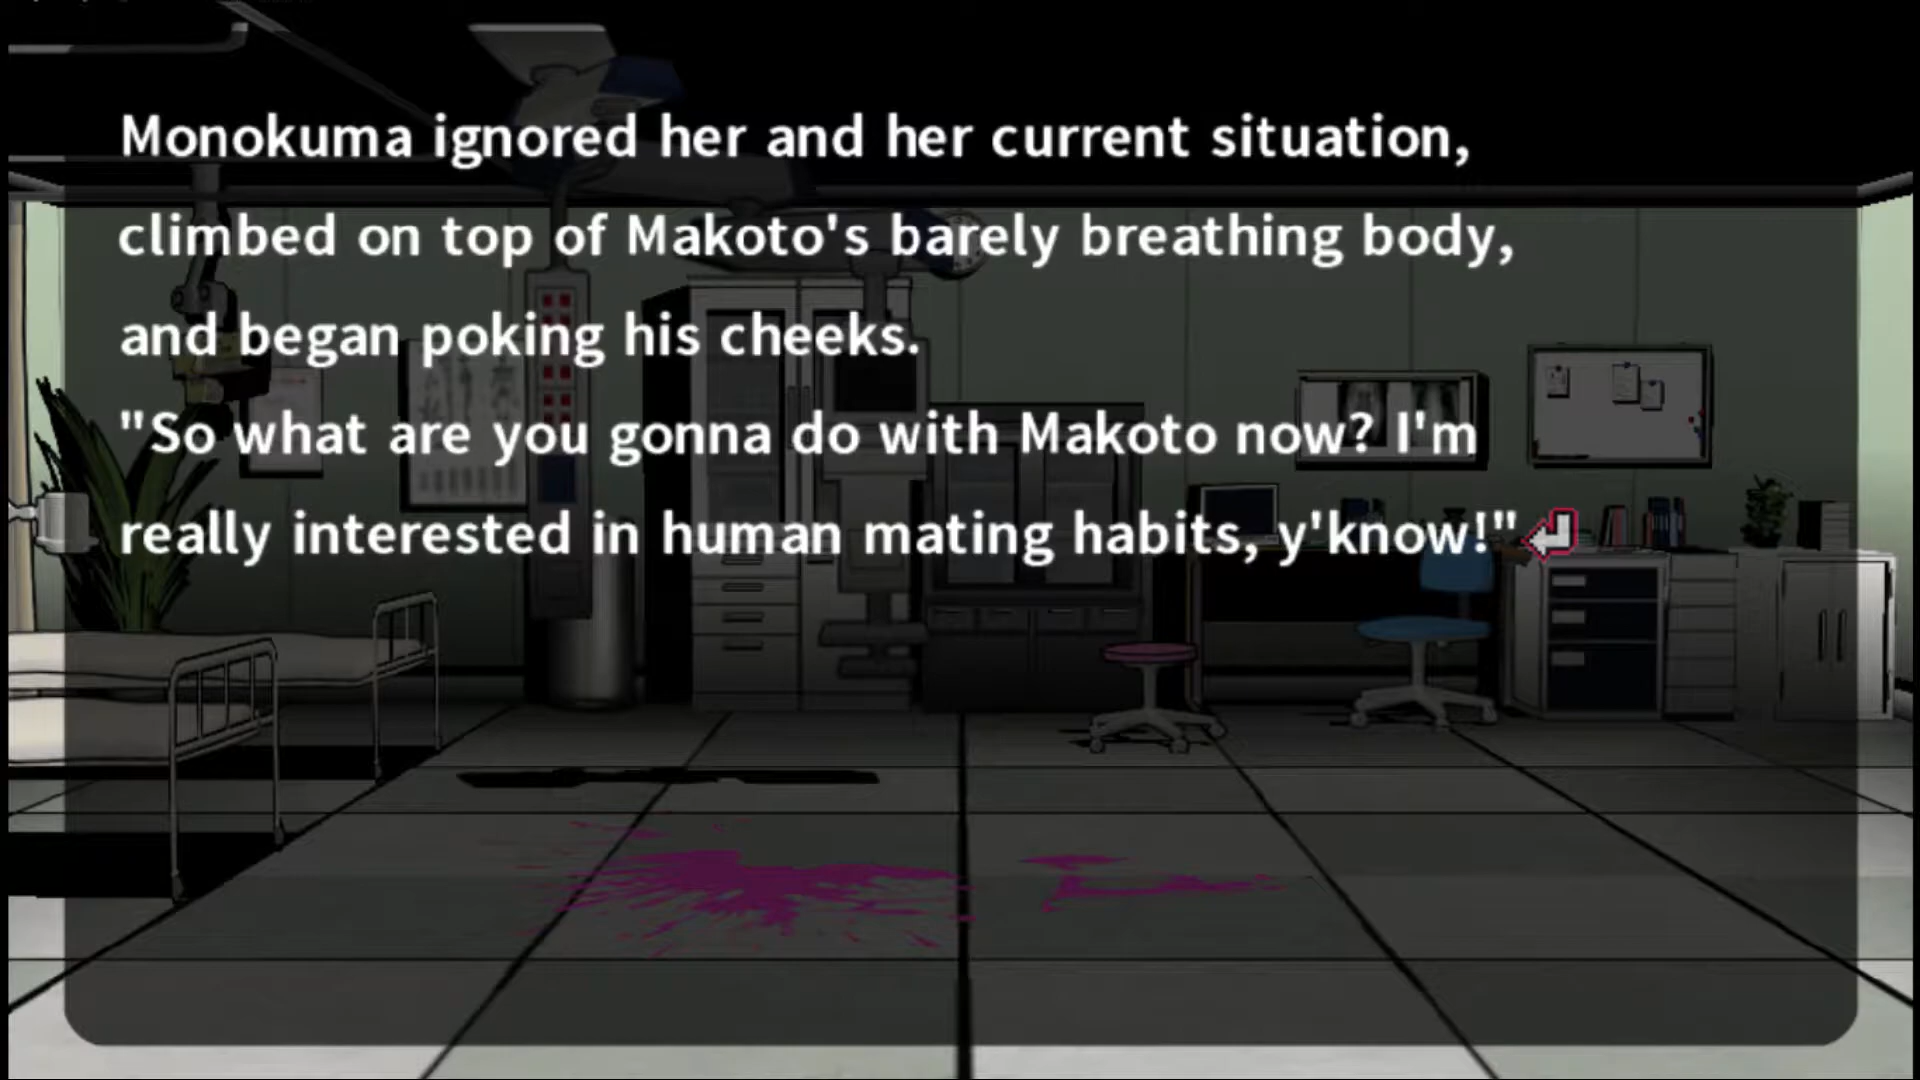 Monokuma ignored her and her current situation,
climbed on top of Makoto's barely breathing body,
and began poking his cheeks.
"So what are you gonna do with Makoto now? I'm
really interested in human mating habits, y'know!"